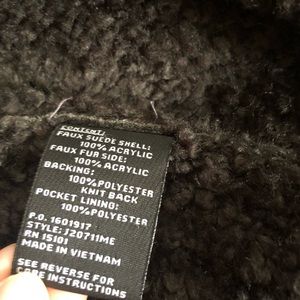 CONTENT:
FAUX SUEDE SHELL:
100% ACRYLIC
FAUX FUR SIDE:
100% ACRYLIC
BACKING:
100%POLYESTER
KNIT BACK
POCKET LINING:
100%POLYESTER
P.O. 1601917
STYLE: J20711ME
RN 15101
MADE IN VIETNAM
SEE REVERSE FOR
CARE INSTRUCTIONS